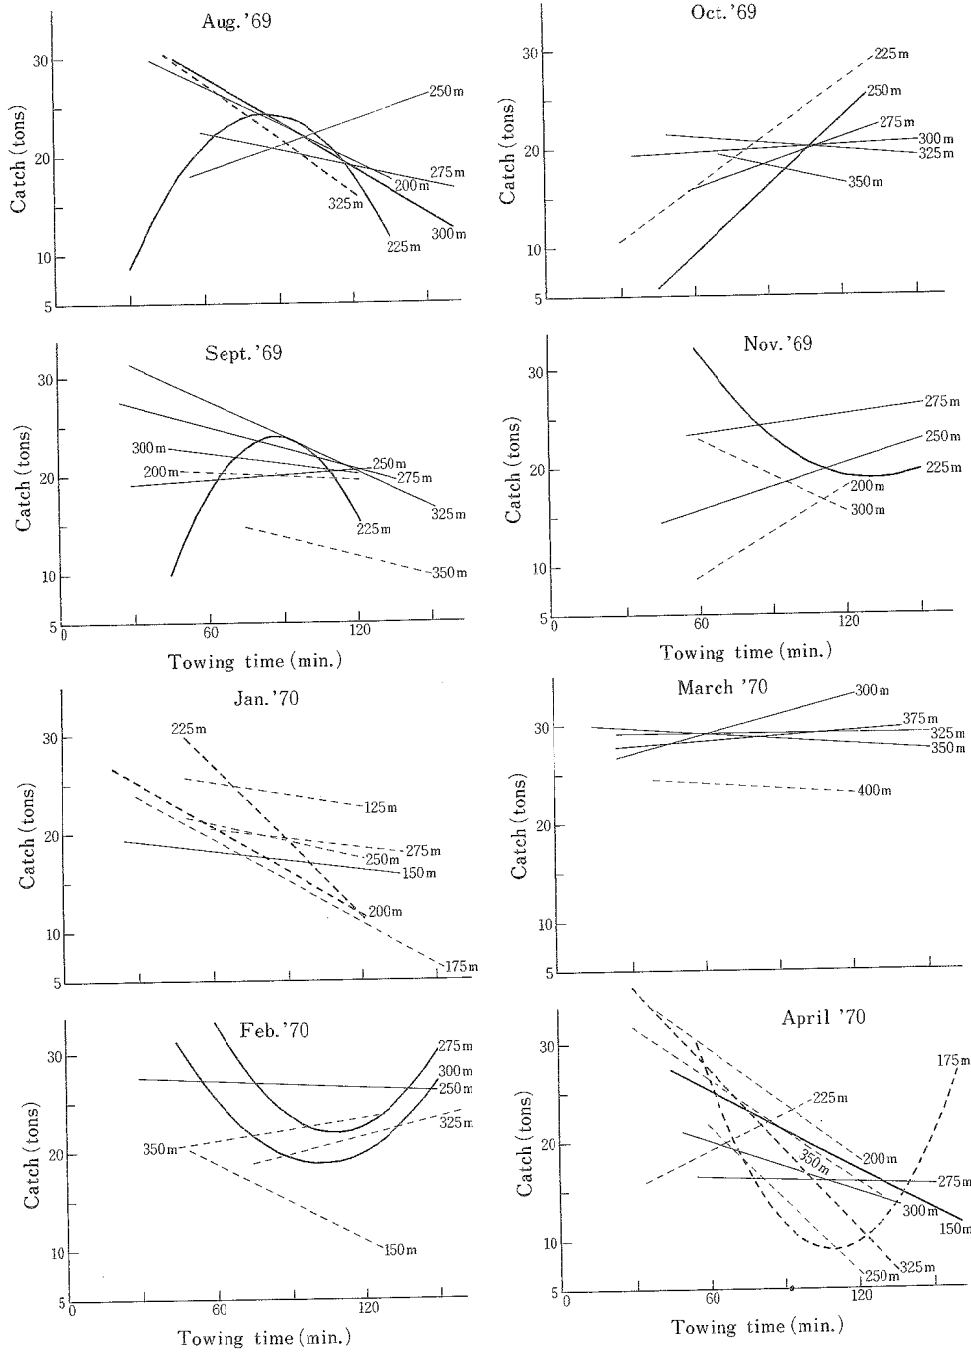 Aug. '69
30
20
10
5
Catch (tons)
250m
275m
200m
325m
300m
225m
Oct. '69
30
20
10
5
Catch (tons)
225m
250m
275m
300m
325m
350m
Sept. '69
30
20
10
5
Catch (tons)
300m
200m
250m
275m
325m
225m
350m
0
60
120
Towing time (min.)
Nov. '69
30
20
10
5
Catch (tons)
275m
250m
225m
200m
300m
0
60
120
Towing time (min.)
Jan. '70
30
20
10
5
Catch (tons)
225m
125m
275m
250m
150m
200m
175m
March '70
30
20
10
5
Catch (tons)
300m
375m
325m
350m
400m
Feb. '70
30
20
10
5
Catch (tons)
275m
300m
250m
325m
350m
150m
0
60
120
Towing time (min.)
April '70
30
20
10
5
Catch (tons)
175m
225m
200m
350m
275m
300m
150m
325m
250m
0
60
120
Towing time (min.)